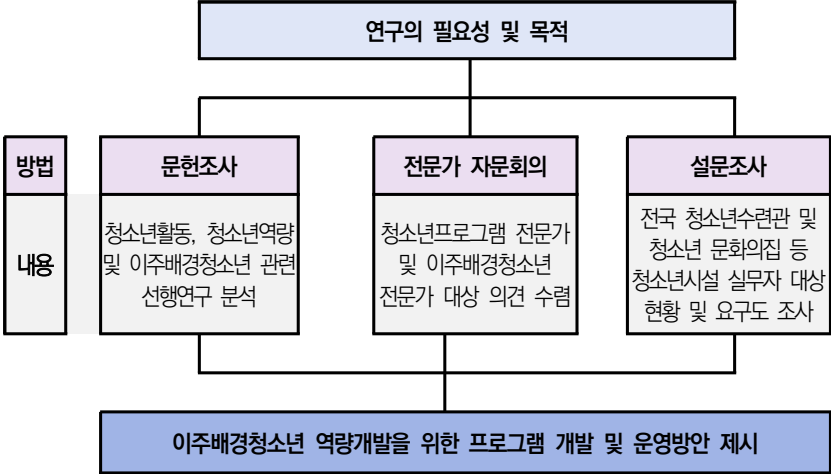 연구의 필요성 및 목적
방법
문헌조사
전문가 자문회의
설문조사
내용
청소년활동, 청소년역량
및 이주배경청소년 관련
선행연구 분석
청소년프로그램 전문가
및 이주배경청소년
전문가 대상 의견 수렴
전국 청소년수련관 및
청소년 문화의집 등
청소년시설 실무자 대상
현황 및 요구도 조사
이주배경청소년 역량개발을 위한 프로그램 개발 및 운영방안 제시